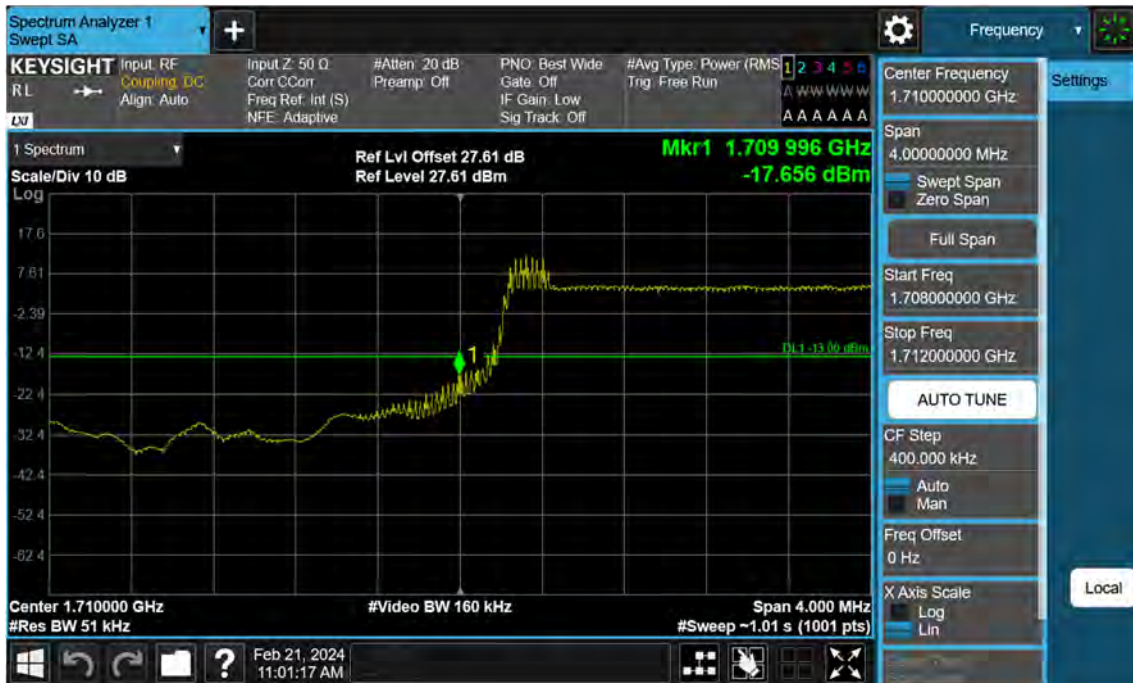 Spectrum Analyzer 1
Swept SA
Frequency
KEYSIGHT
RL
LXI
Input: RF
Coupling: DC
Align: Auto
Input Z: 50 Ω
Corr CCorr
Freq Ref: Int (S)
NFE: Adaptive
#Atten: 20 dB
Preamp: Off
PNO: Best Wide
Gate: Off
IF Gain: Low
Sig Track: Off
#Avg Type: Power (RMS
Trig: Free Run
1 2 3 4 5 6
A W W W W W
A A A A A A
Settings
Center Frequency
1.710000000 GHz
Span
4.00000000 MHz
Swept Span
Zero Span
Full Span
Start Freq
1.708000000 GHz
Stop Freq
1.712000000 GHz
AUTO TUNE
CF Step
400.000 kHz
Auto
Man
Freq Offset
0 Hz
X Axis Scale
Log
Lin
Local
1 Spectrum
Scale/Div 10 dB
Ref Lvl Offset 27.61 dB
Ref Level 27.61 dBm
Mkr1 1.709 996 GHz
-17.656 dBm
Log
17.6
7.61
-2.39
-12.4
-22.4
-32.4
-42.4
-52.4
-62.4
1
DL1 -13.00 dBm
Center 1.710000 GHz
#Video BW 160 kHz
Span 4.000 MHz
#Res BW 51 kHz
#Sweep ~1.01 s (1001 pts)
?
Feb 21, 2024
11:01:17 AM